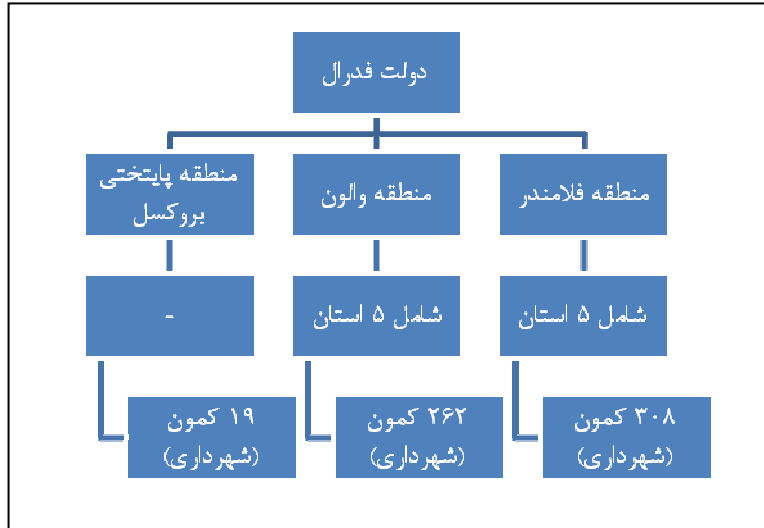 دولت فدرال
منطقه فلامندر
منطقه والون
منطقه پایتختی
بروکسل
شامل ۵ استان
شامل ۵ استان
-
۳۰۸ کمون
(شهرداری)
۲۶۲ کمون
(شهرداری)
۱۹ کمون
(شهرداری)